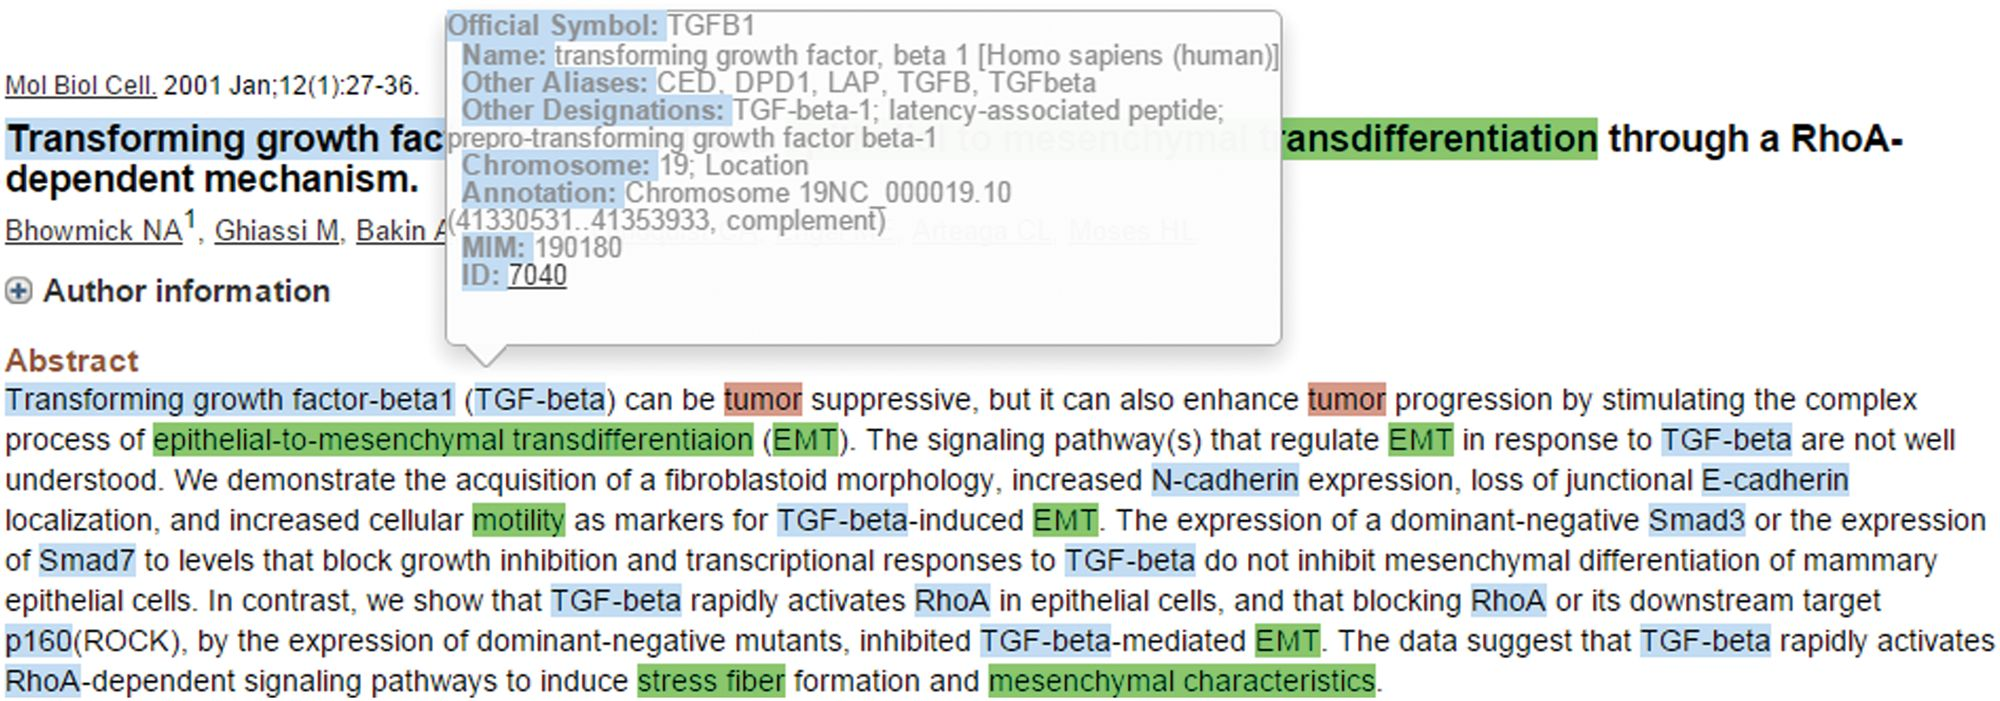 Official Symbol: TGFB1
Name: transforming growth factor, beta 1 [Homo sapiens (human)]
Other Aliases: CED, DPD1, LAP, TGFB, TGFbeta
Other Designations: TGF-beta-1; latency-associated peptide;
prepro-transforming growth factor beta-1
Chromosome: 19; Location
Annotation: Chromosome 19NC_000019.10
(41330531..41353933, complement)
MIM: 190180
ID: 7040
Mol Biol Cell. 2001 Jan;12(1):27-36.
Transforming growth fac to mesenchymal transdifferentiation through a RhoA-
dependent mechanism.
Bhowmick NA1, Ghiassi M, Bakin A, Arteaga CL, Moses HL
Author information
Abstract
Transforming growth factor-beta1 (TGF-beta) can be tumor suppressive, but it can also enhance tumor progression by stimulating the complex
process of epithelial-to-mesenchymal transdifferentiaion (EMT). The signaling pathway(s) that regulate EMT in response to TGF-beta are not well
understood. We demonstrate the acquisition of a fibroblastoid morphology, increased N-cadherin expression, loss of junctional E-cadherin
localization, and increased cellular motility as markers for TGF-beta-induced EMT. The expression of a dominant-negative Smad3 or the expression
of Smad7 to levels that block growth inhibition and transcriptional responses to TGF-beta do not inhibit mesenchymal differentiation of mammary
epithelial cells. In contrast, we show that TGF-beta rapidly activates RhoA in epithelial cells, and that blocking RhoA or its downstream target
p160(ROCK), by the expression of dominant-negative mutants, inhibited TGF-beta-mediated EMT. The data suggest that TGF-beta rapidly activates
RhoA-dependent signaling pathways to induce stress fiber formation and mesenchymal characteristics.